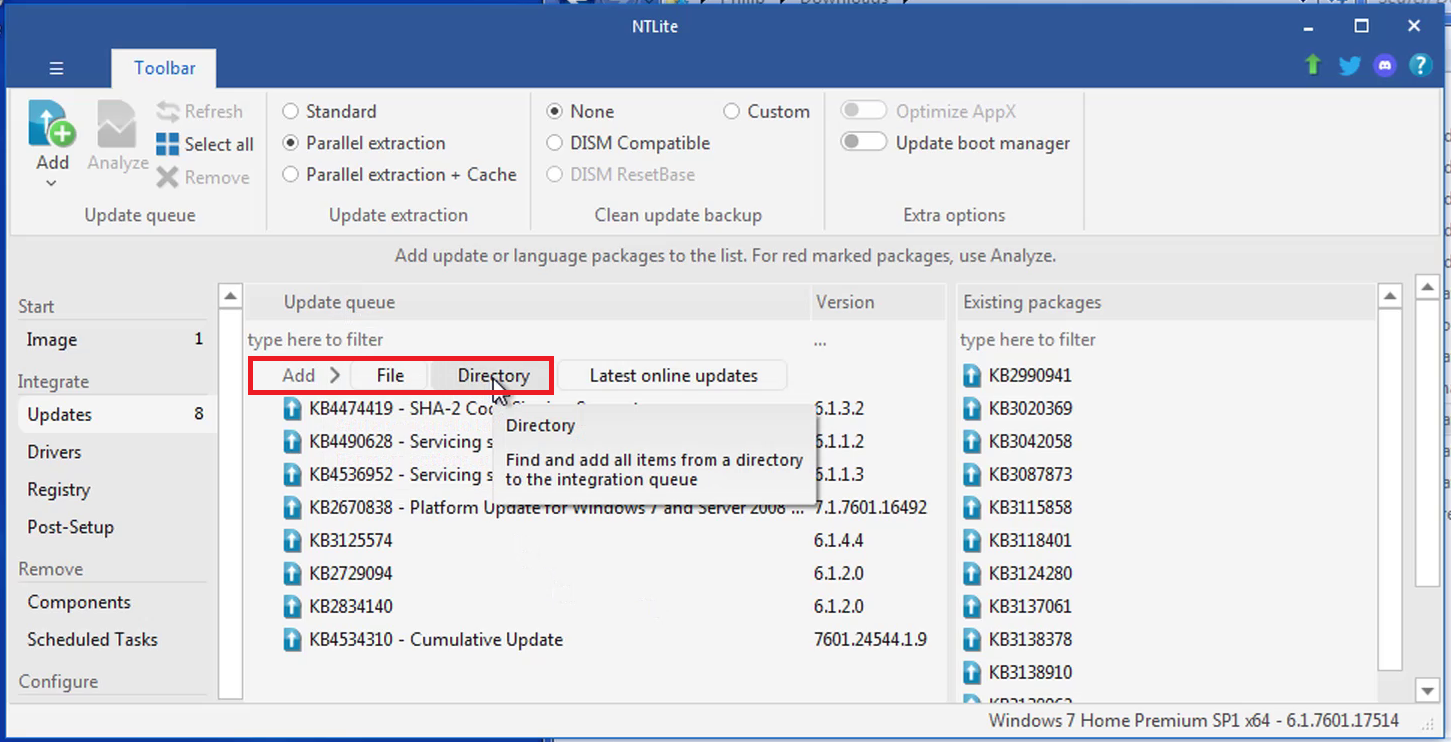 NTLite
Toolbar
Add
Analyze
Refresh
Select all
Remove
Update queue
Standard
Parallel extraction
Parallel extraction + Cache
Update extraction
None
Custom
DISM Compatible
DISM ResetBase
Clean update backup
Optimize AppX
Update boot manager
Extra options
Add update or language packages to the list. For red marked packages, use Analyze.
Start
Image 1
Integrate
Updates 8
Drivers
Registry
Post-Setup
Remove
Components
Scheduled Tasks
Configure
Update queue Version
type here to filter ...
Add > File Directory Latest online updates
KB4474419 - SHA-2 6.1.3.2
KB4490628 - Servicing 6.1.1.2
KB4536952 - Servicing 6.1.1.3
KB2670838 - Platform Update for Windows 7 and Server 2008 ... 7.1.7601.16492
KB3125574 6.1.4.4
KB2729094 6.1.2.0
KB2834140 6.1.2.0
KB4534310 - Cumulative Update 7601.24544.1.9
Directory
Find and add all items from a directory
to the integration queue
Existing packages
type here to filter
KB2990941
KB3020369
KB3042058
KB3087873
KB3115858
KB3118401
KB3124280
KB3137061
KB3138378
KB3138910
Windows 7 Home Premium SP1 x64 - 6.1.7601.17514